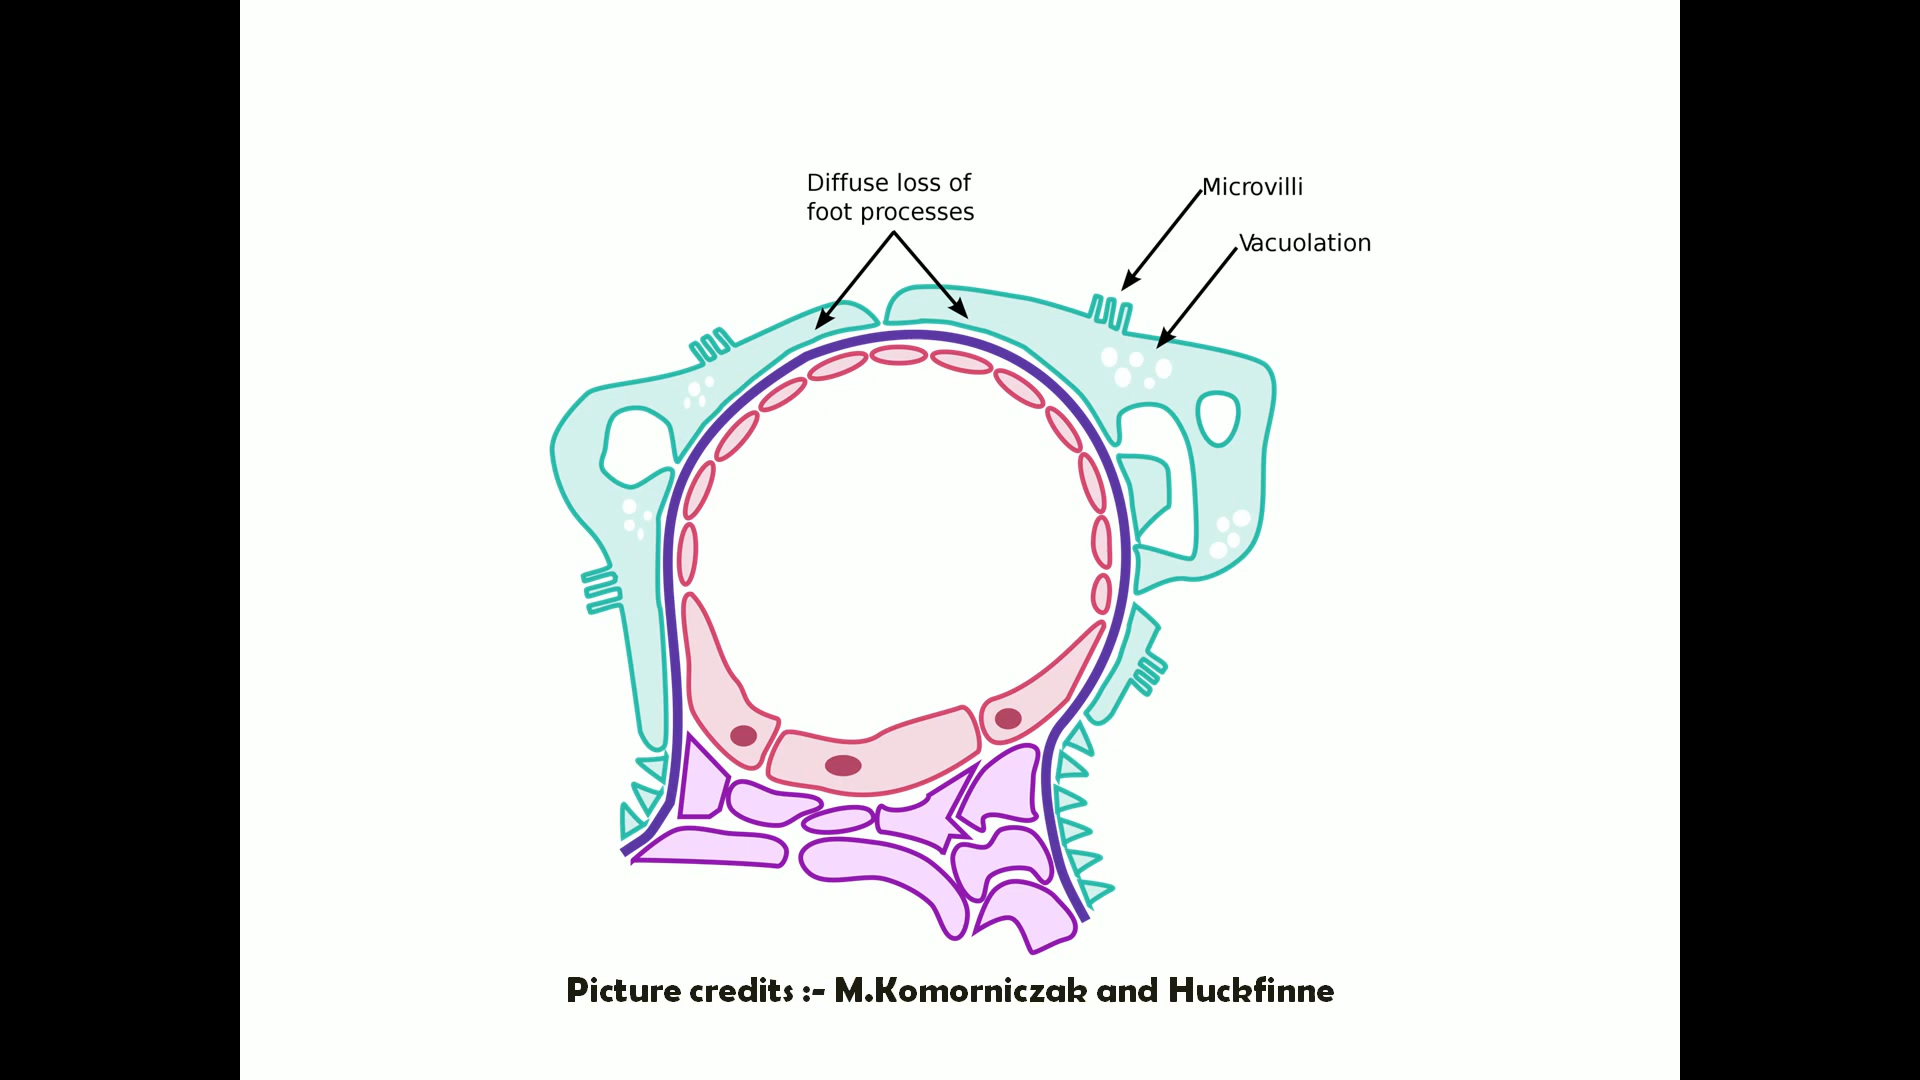 Diffuse loss of
foot processes
Microvilli
Vacuolation
Picture credits :- M.Komorniczak and Huckfinne